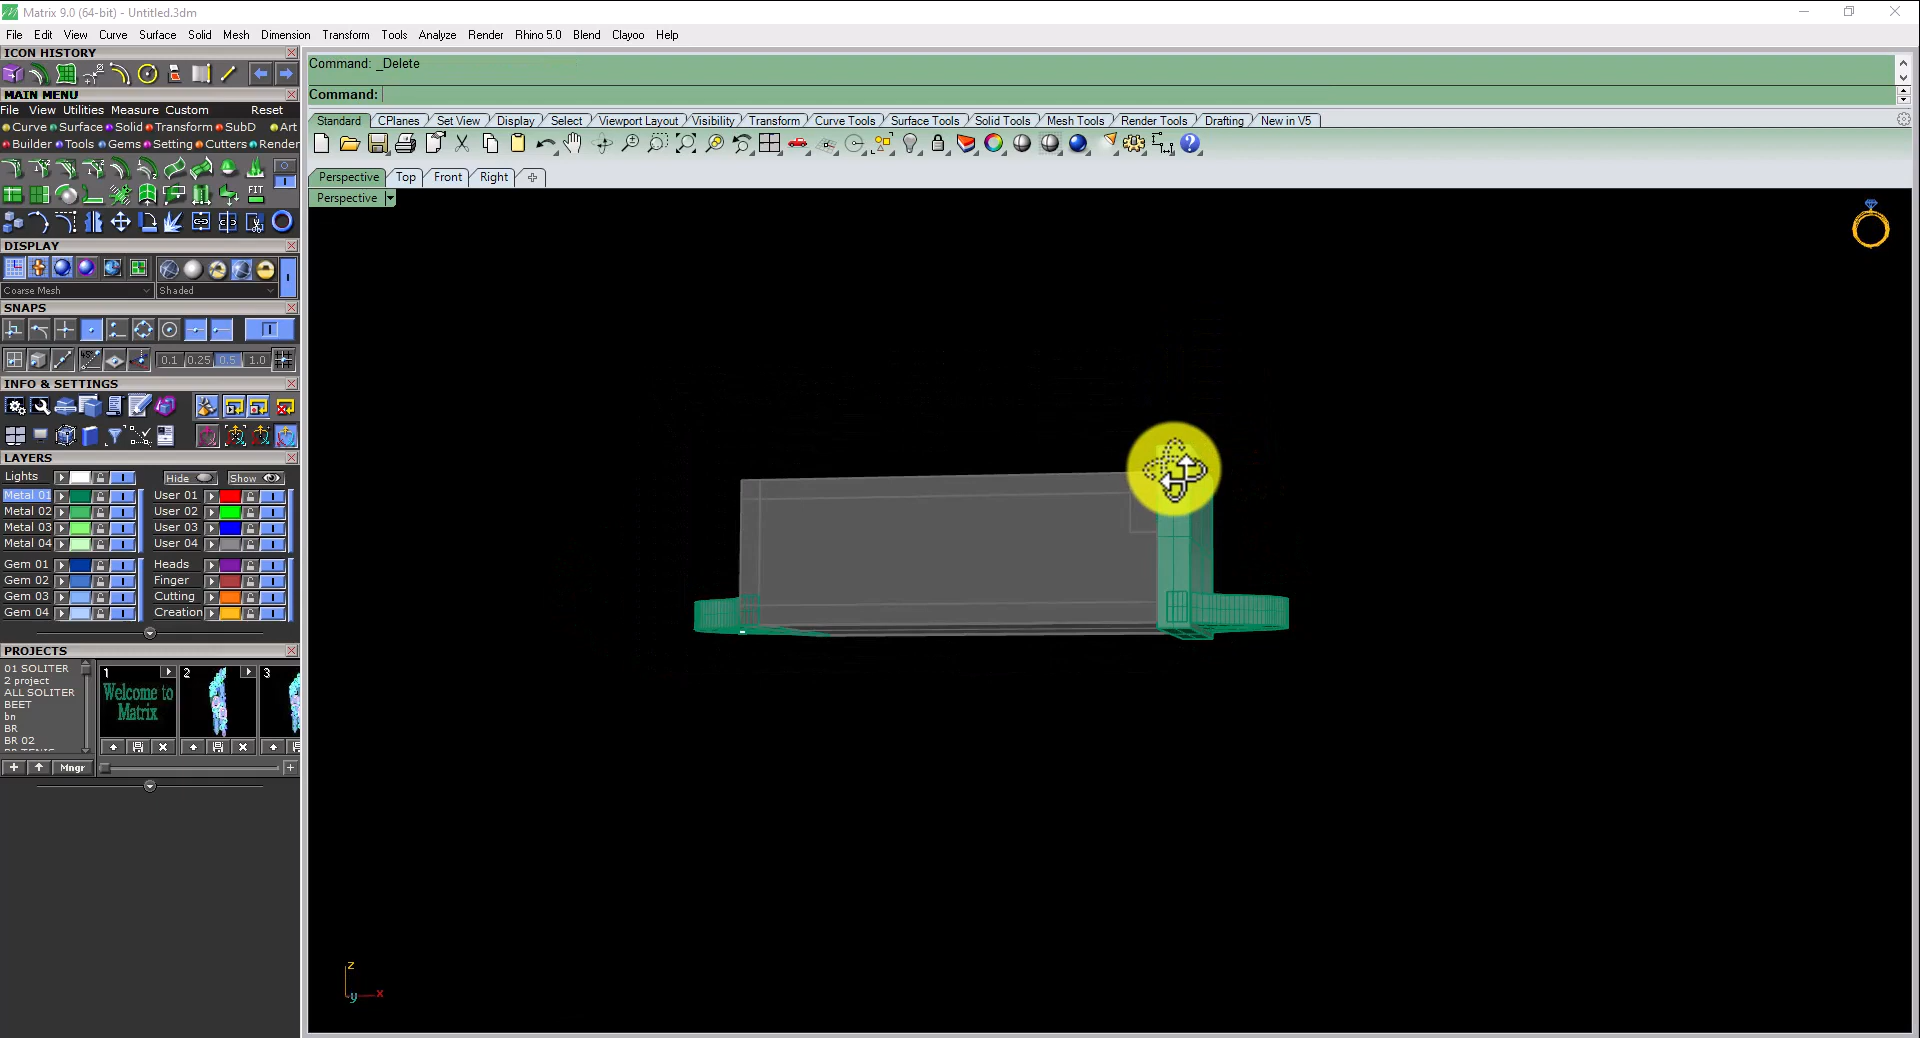 Matrix 9.0 (64-bit) - Untitled.3dm
File Edit View Curve Surface Solid Mesh Dimension Transform Tools Analyze Render Rhino 5.0 Blend Clayoo Help
ICON HISTORY
Command: _Delete
Command:
MAIN MENU
File View Utilities Measure Custom Reset
Curve Surface Solid Transform SubD Art
Builder Tools Gems Setting Cutters Render
Standard CPlanes Set View Display Select Viewport Layout Visibility Transform Curve Tools Surface Tools Solid Tools Mesh Tools Render Tools Drafting New in V5
Perspective Top Front Right
Perspective
FIT
DISPLAY
Coarse Mesh Shaded
SNAPS
0.1 0.25 0.5 1.0
INFO & SETTINGS
LAYERS
Lights Hide Show
Metal 01 User 01
Metal 02 User 02
Metal 03 User 03
Metal 04 User 04
Gem 01 Heads
Gem 02 Finger
Gem 03 Cutting
Gem 04 Creation
PROJECTS
01 SOLITER
2 project
ALL SOLITER
BEET
bn
BR
BR 02
1 Welcome to Matrix
2
3
Mngr
z
y x